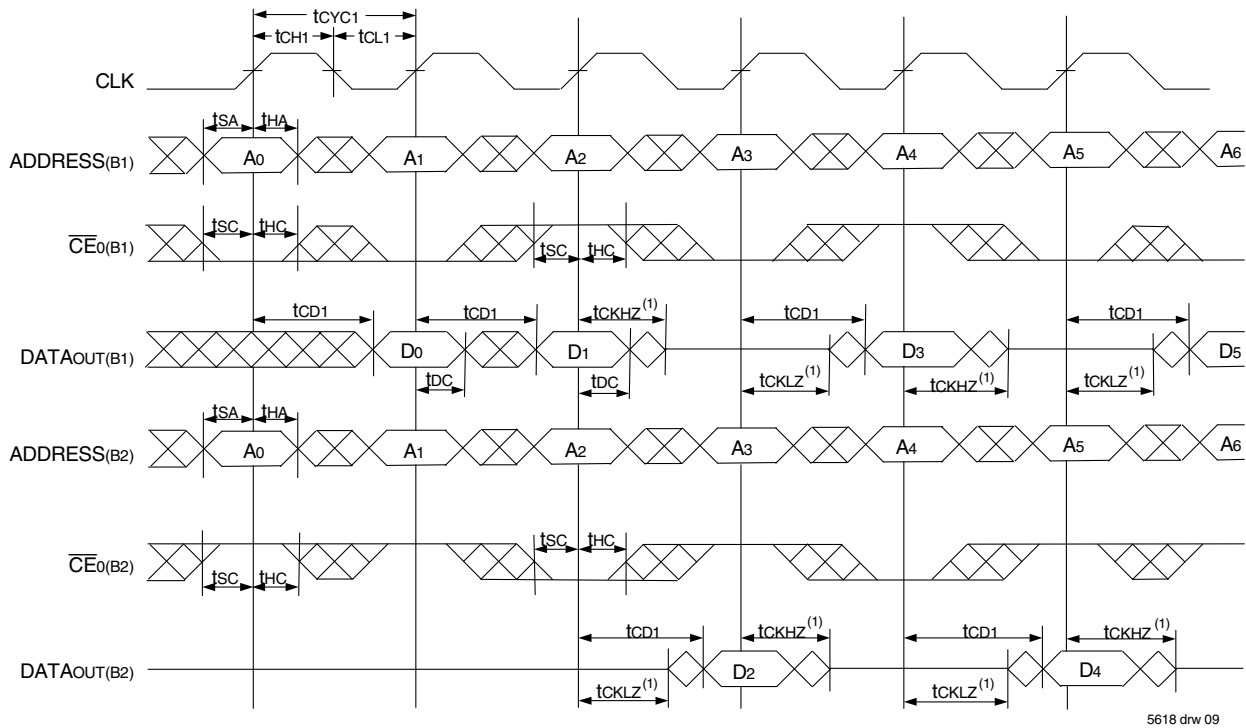 tCYC1
tCH1 tCL1
CLK
tSA tHA
ADDRESS(B1) A0 A1 A2 A3 A4 A5 A6
tSC tHC
CE0(B1) tSC tHC
tCD1 tCD1 tCKHZ(1) tCD1 tCD1
DATAOUT(B1) D0 D1 D3 D5
tDC tDC tCKLZ(1) tCKHZ(1) tCKLZ(1)
tSA tHA
ADDRESS(B2) A0 A1 A2 A3 A4 A5 A6
tSC tHC
CE0(B2)
tSC tHC
tCD1 tCKHZ(1) tCD1 tCKHZ(1)
DATAOUT(B2) D2 D4
tCKLZ(1) tCKLZ(1)
5618 drw 09